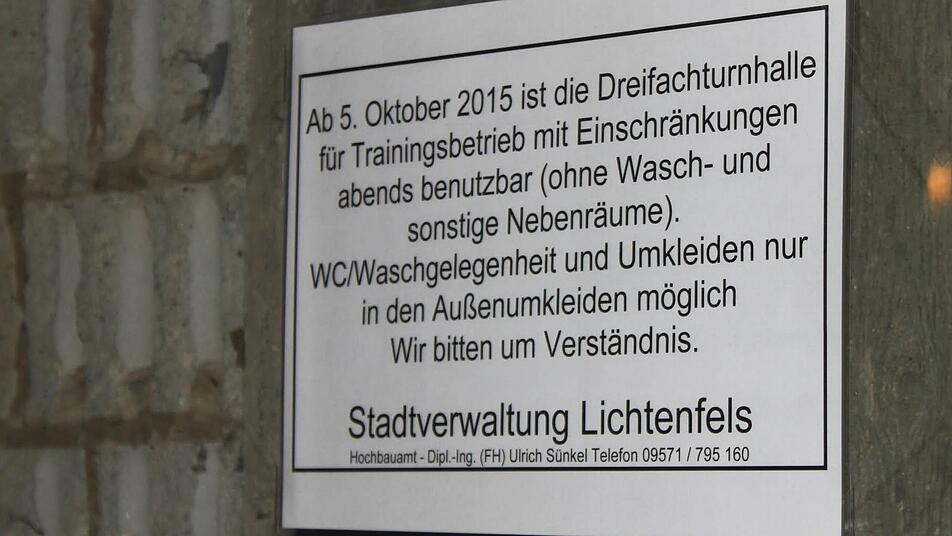 Ab 5. Oktober 2015 ist die Dreifachturnhalle
für Trainingsbetrieb mit Einschränkungen
abends benutzbar (ohne Wasch- und
sonstige Nebenräume).
WC/Waschgelegenheit und Umkleiden nur
in den Außenumkleiden möglich
Wir bitten um Verständnis.
Stadtverwaltung Lichtenfels
Hochbauamt - Dipl.-Ing. (FH) Ulrich Sünkel Telefon 09571 / 795 160